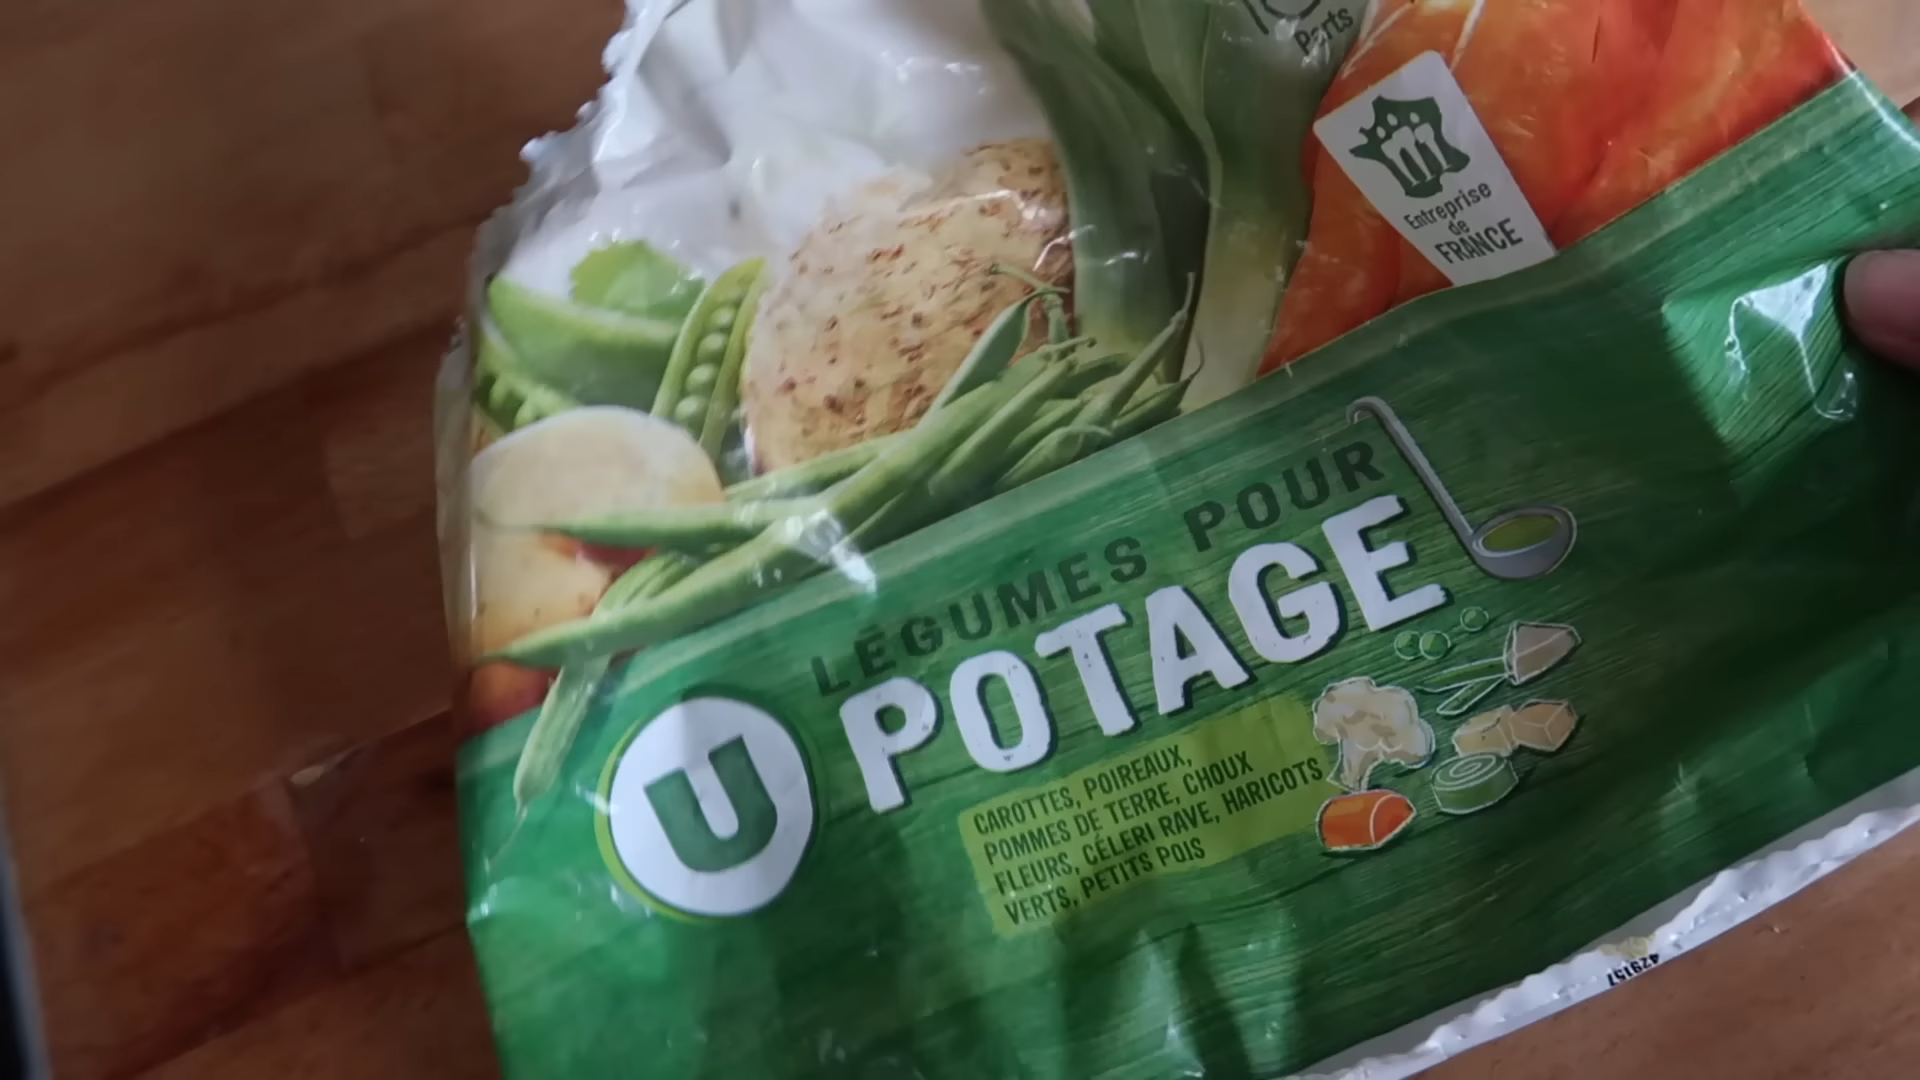 Parts
Entreprise
de
FRANCE
LÉGUMES POUR
POTAGE
U
CAROTTES, POIREAUX,
POMMES DE TERRE, CHOUX
FLEURS, CÉLERI RAVE, HARICOTS
VERTS, PETITS POIS
429157